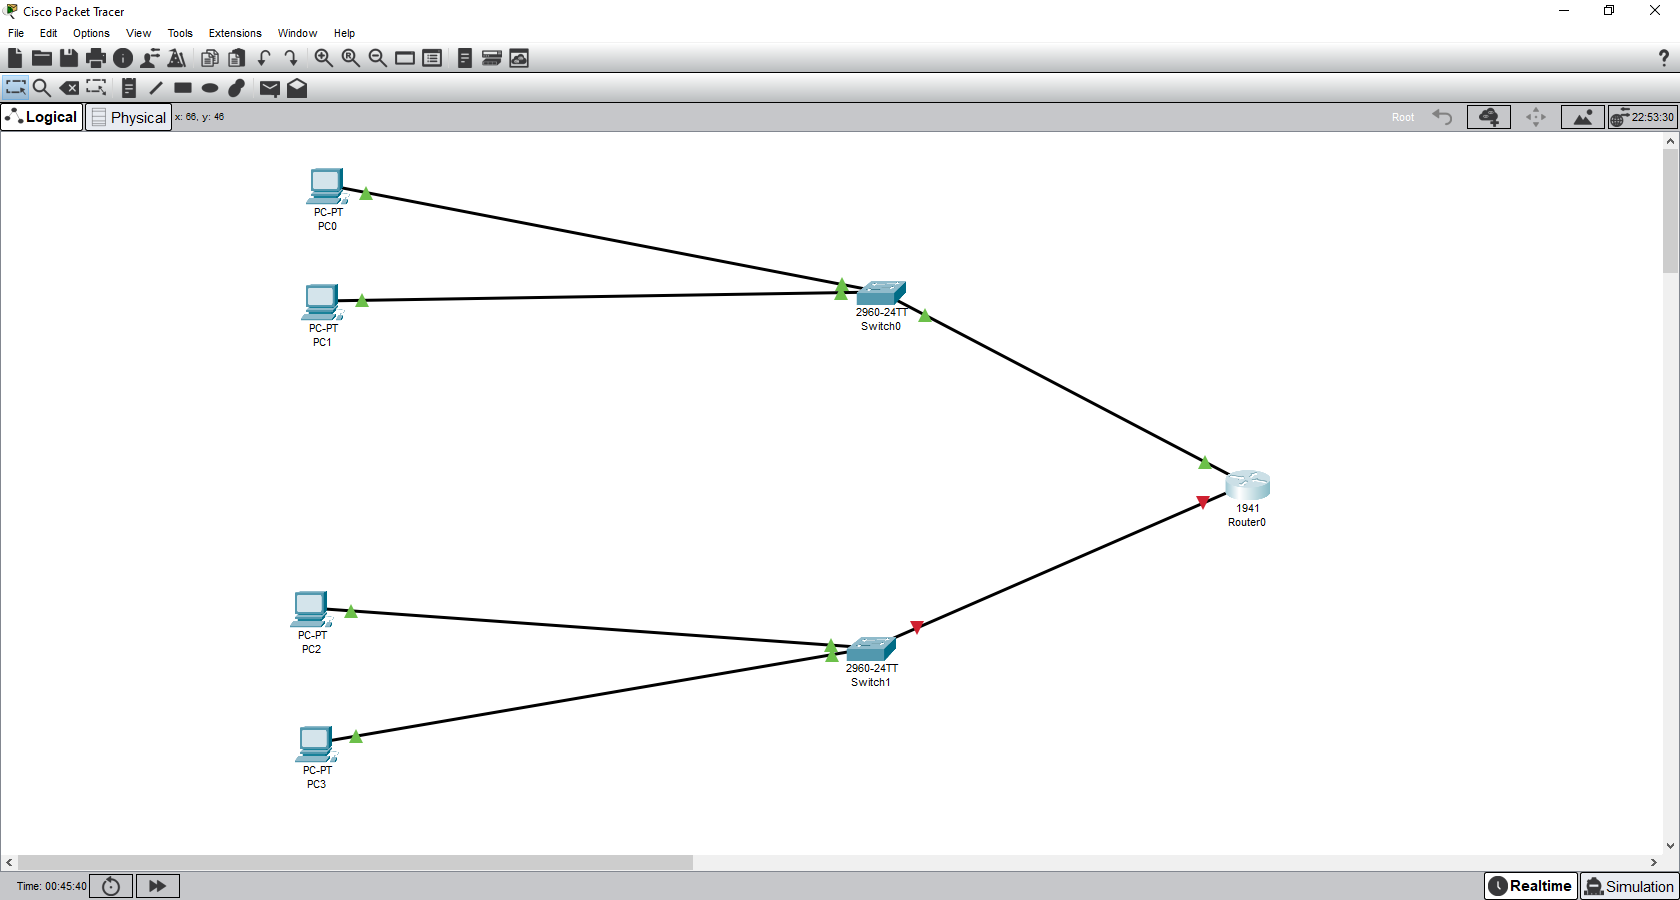 Cisco Packet Tracer
File Edit Options View Tools Extensions Window Help
Logical Physical x: 66, y: 46 Root 22:53:30
PC-PT
PC0
PC-PT
PC1
2960-24TT
Switch0
1941
Router0
PC-PT
PC2
2960-24TT
Switch1
PC-PT
PC3
Time: 00:45:40 Realtime Simulation